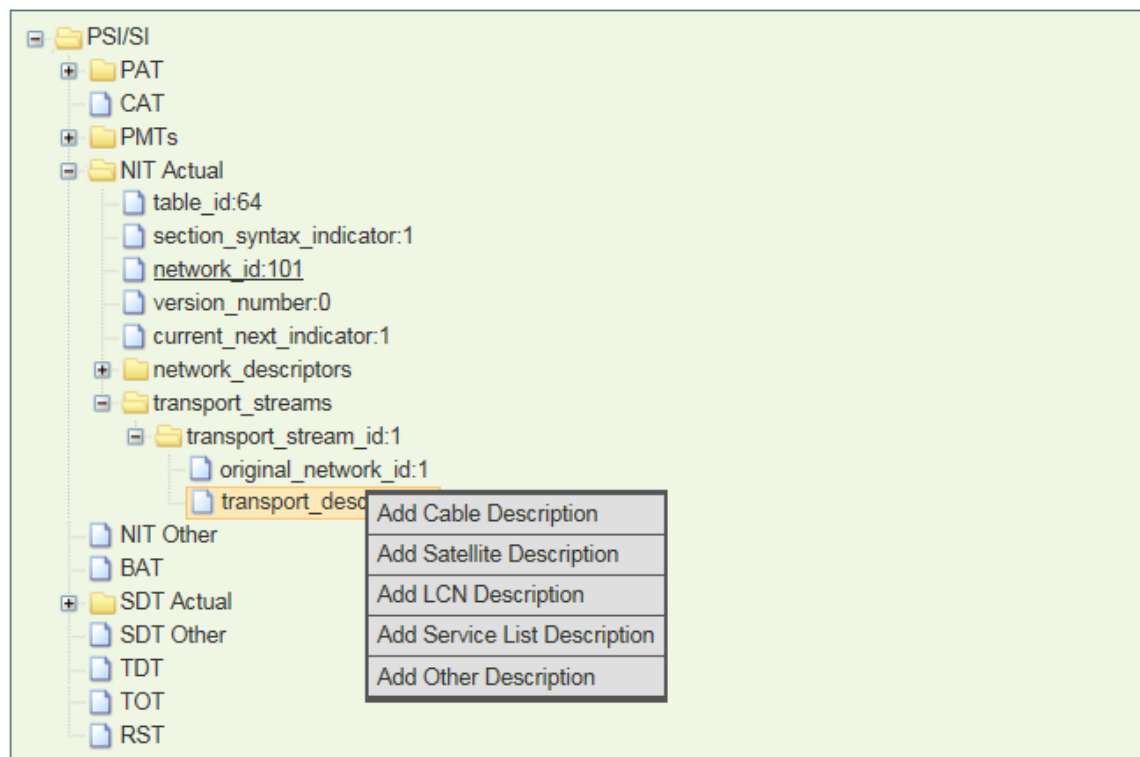 PSI/SI
PAT
CAT
PMTs
NIT Actual
table_id:64
section_syntax_indicator:1
network_id:101
version_number:0
current_next_indicator:1
network_descriptors
transport_streams
transport_stream_id:1
original_network_id:1
transport_desc
Add Cable Description
Add Satellite Description
Add LCN Description
Add Service List Description
Add Other Description
NIT Other
BAT
SDT Actual
SDT Other
TDT
TOT
RST